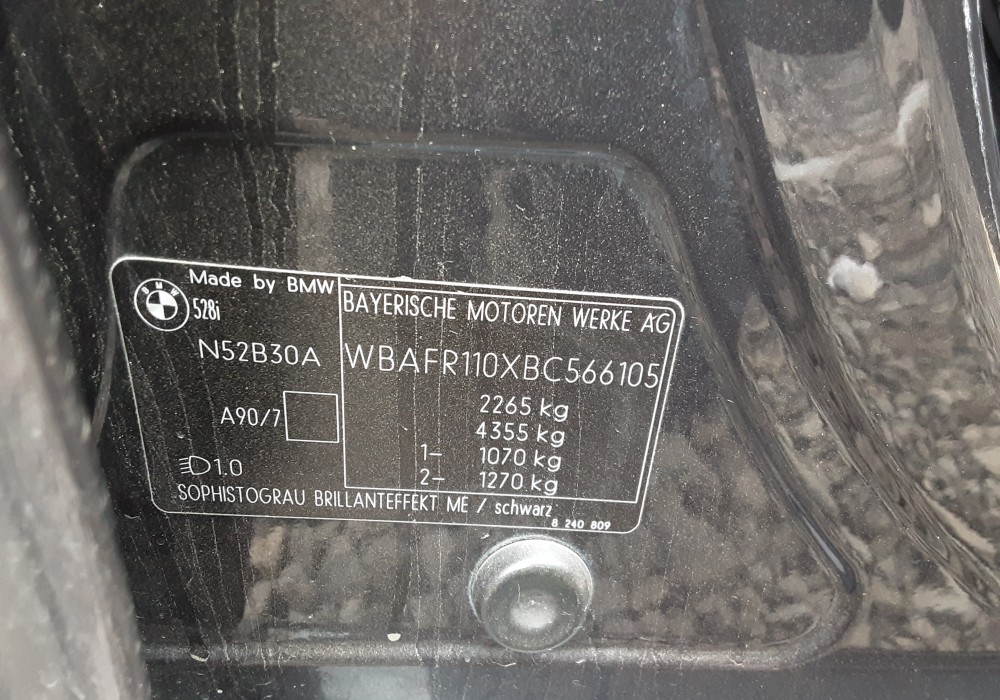 Made by BMW
BMW
528i
N52B30A
A90/7
1.0
BAYERISCHE MOTOREN WERKE AG
WBAFR110XBC566105
2265 kg
4355 kg
1- 1070 kg
2- 1270 kg
SOPHISTOGRAU BRILLANTEFFEKT ME / schwarz
8 240 809